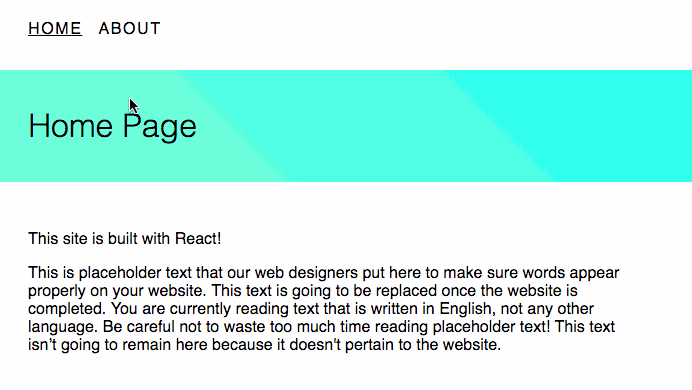 HOME ABOUT
Home Page
This site is built with React!
This is placeholder text that our web designers put here to make sure words appear
properly on your website. This text is going to be replaced once the website is
completed. You are currently reading text that is written in English, not any other
language. Be careful not to waste too much time reading placeholder text! This text
isn’t going to remain here because it doesn't pertain to the website.